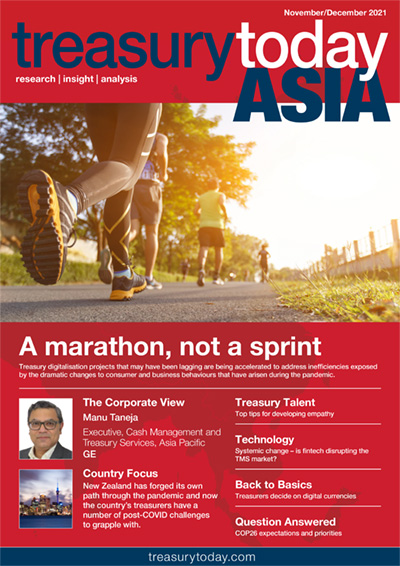 November/December 2021
treasurytoday
research | insight | analysis
ASIA
A marathon, not a sprint
Treasury digitalisation projects that may have been lagging are being accelerated to address inefficiencies exposed
by the dramatic changes to consumer and business behaviours that have arisen during the pandemic.
The Corporate View
Manu Taneja
Executive, Cash Management and
Treasury Services, Asia Pacific
GE
Country Focus
New Zealand has forged its own
path through the pandemic and now
the country's treasurers have a
number of post-COVID challenges
to grapple with.
Treasury Talent
Top tips for developing empathy
Technology
Systemic change – is fintech disrupting the
TMS market?
Back to Basics
Treasurers decide on digital currencies
Question Answered
COP26 expectations and priorities
treasurytoday.com